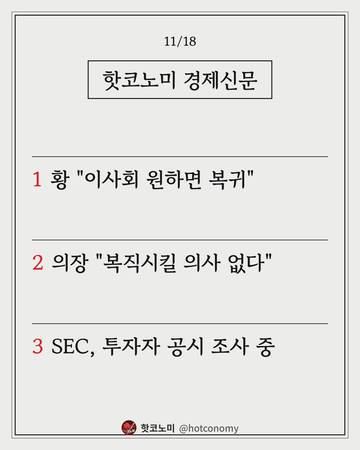 11/18
핫코노미 경제신문
1 황 "이사회 원하면 복귀"
2 의장 "복직시킬 의사 없다"
3 SEC, 투자자 공시 조사 중
핫코노미 @hotconomy